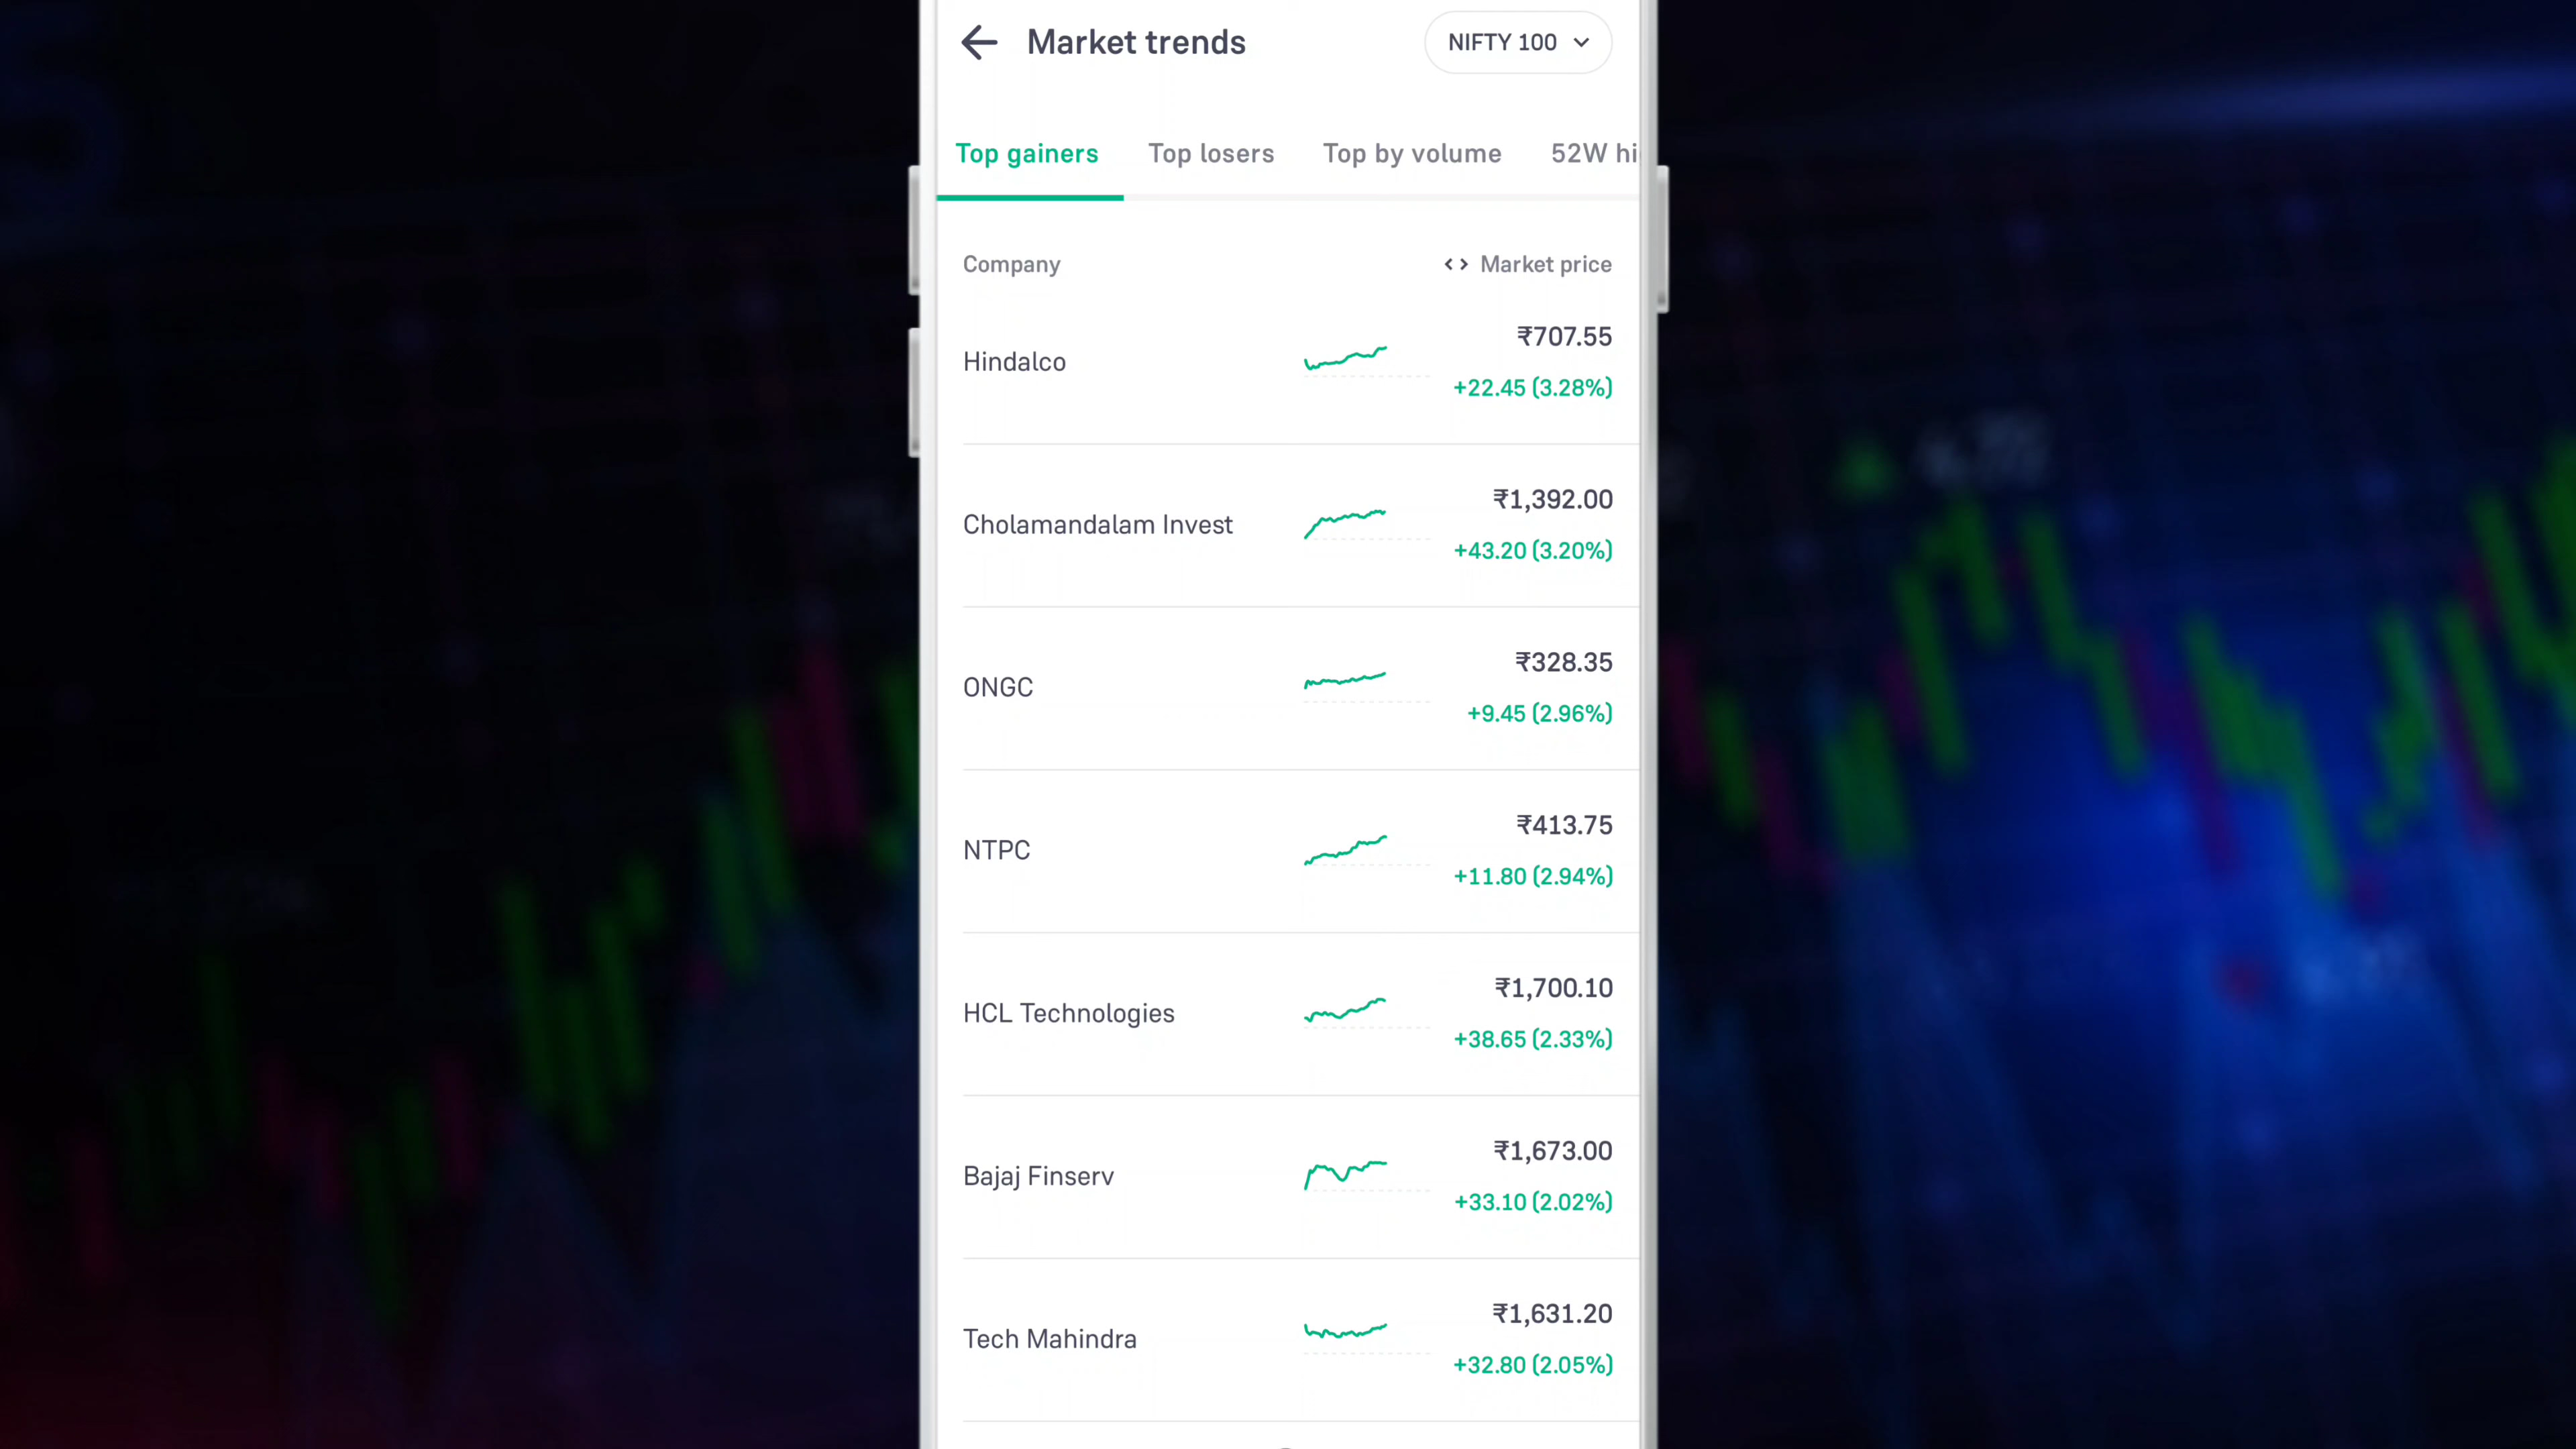 Market trends
NIFTY 100
Top gainers Top losers Top by volume 52W
Company
<> Market price
Hindalco
₹707.55
+22.45 (3.28%)
Cholamandalam Invest
₹1,392.00
+43.20 (3.20%)
ONGC
₹328.35
+9.45 (2.96%)
NTPC
₹413.75
+11.80 (2.94%)
HCL Technologies
₹1,700.10
+38.65 (2.33%)
Bajaj Finserv
₹1,673.00
+33.10 (2.02%)
Tech Mahindra
₹1,631.20
+32.80 (2.05%)